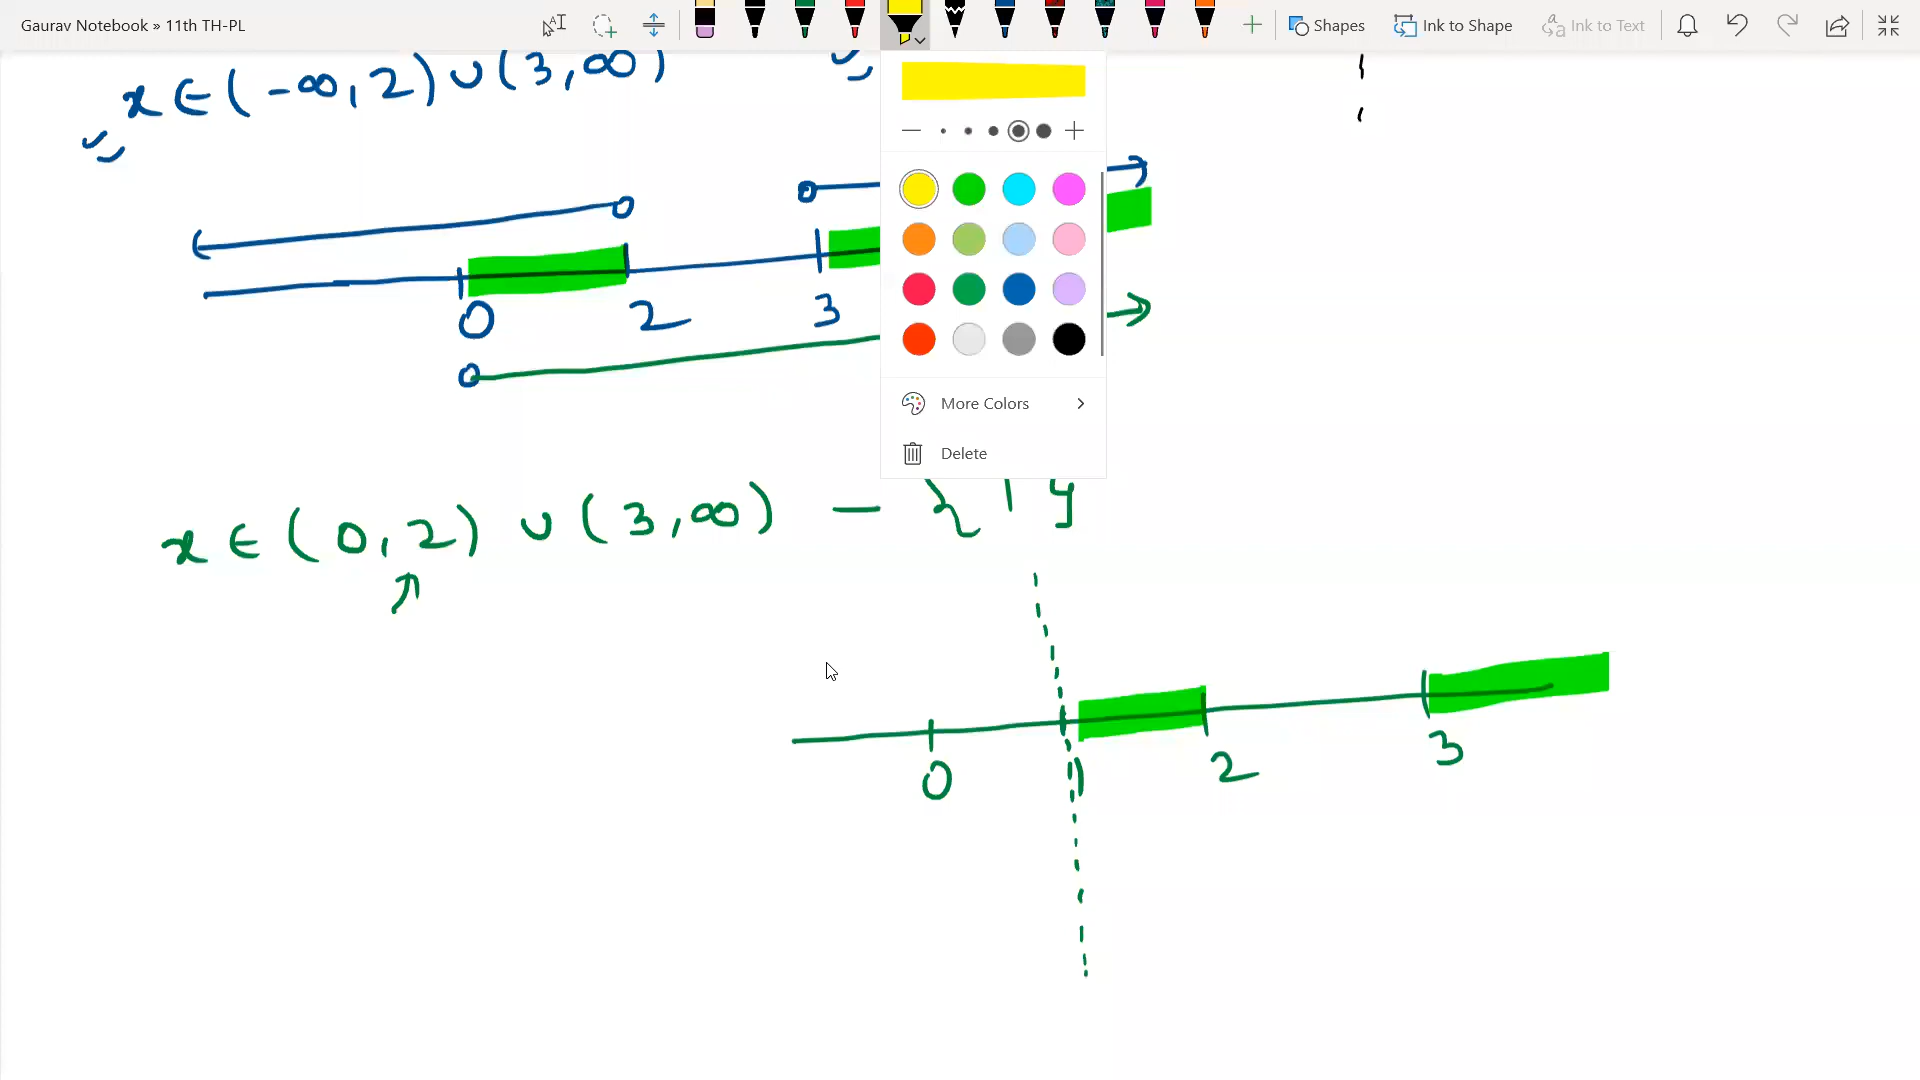 Gaurav Notebook » 11th TH-PL
Shapes
Ink to Shape
Ink to Text
x ∈ (-∞, 2) ∪ (3, ∞)
0 2 3
More Colors
Delete
x ∈ (0, 2) ∪ (3, ∞) - {1}
0 1 2 3